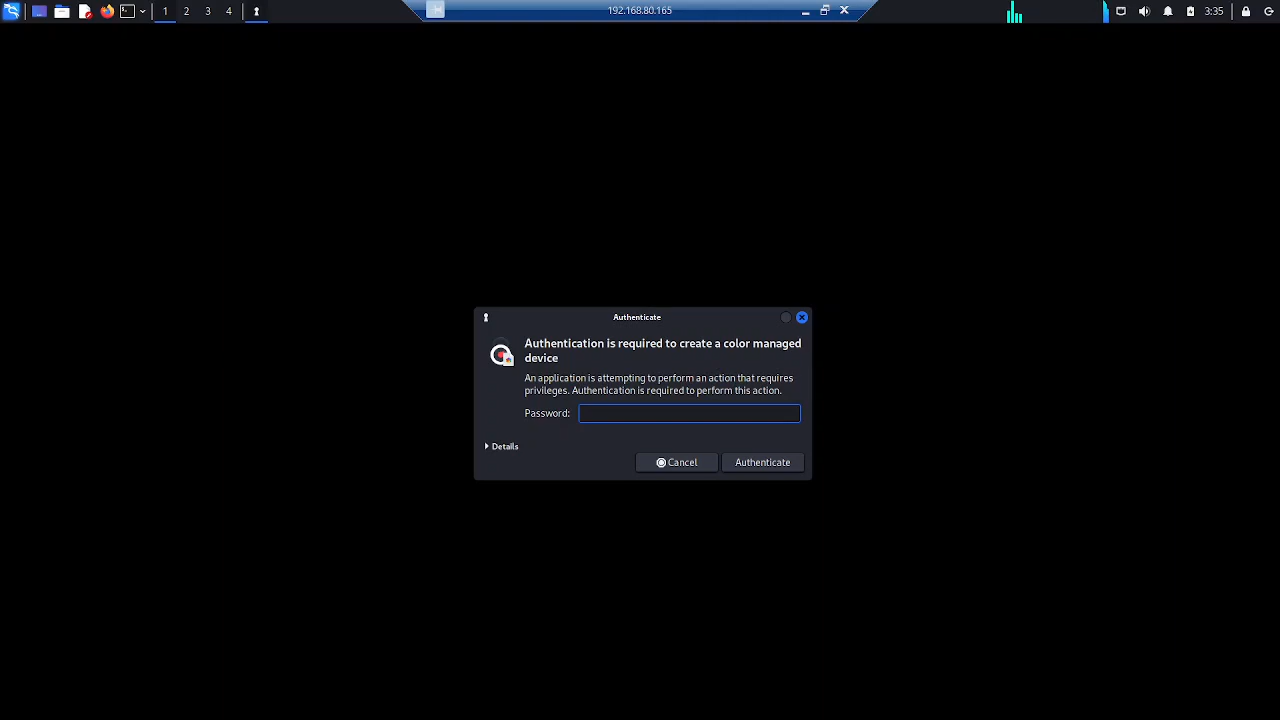 1 2 3 4 192.168.80.165 3:35
Authenticate
Authentication is required to create a color managed
device
An application is attempting to perform an action that requires
privileges. Authentication is required to perform this action.
Password:
Details
Cancel Authenticate